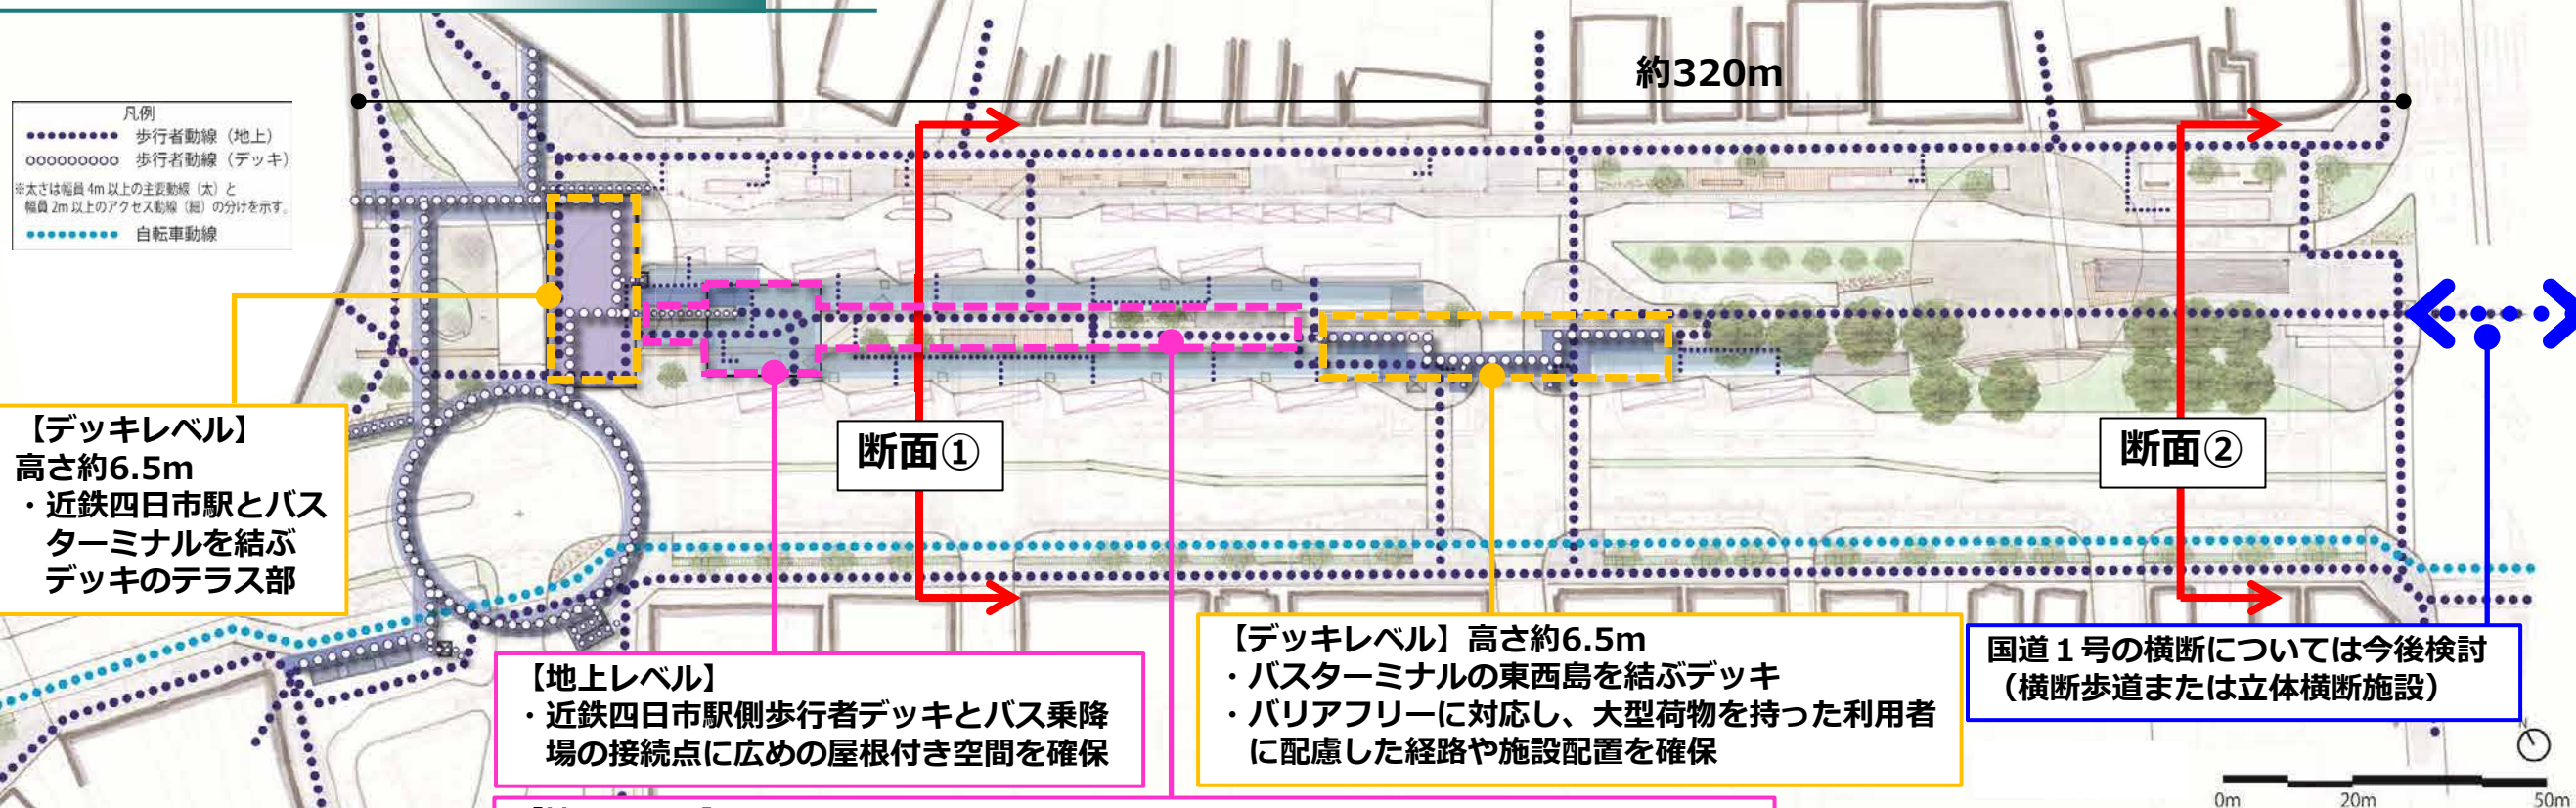 約320m
凡例
歩行者動線（地上）
歩行者動線（デッキ）
※太さは幅員 4m 以上の主要動線（太）と
幅員 2m 以上のアクセス動線（細）の分けを示す。
自転車動線
【デッキレベル】
高さ約6.5m
・近鉄四日市駅とバス
ターミナルを結ぶ
デッキのテラス部
断面①
断面②
【地上レベル】
・近鉄四日市駅側歩行者デッキとバス乗降
場の接続点に広めの屋根付き空間を確保
【デッキレベル】高さ約6.5m
・バスターミナルの東西島を結ぶデッキ
・バリアフリーに対応し、大型荷物を持った利用者
に配慮した経路や施設配置を確保
国道１号の横断については今後検討
（横断歩道または立体横断施設）
N
0m 20m 50m